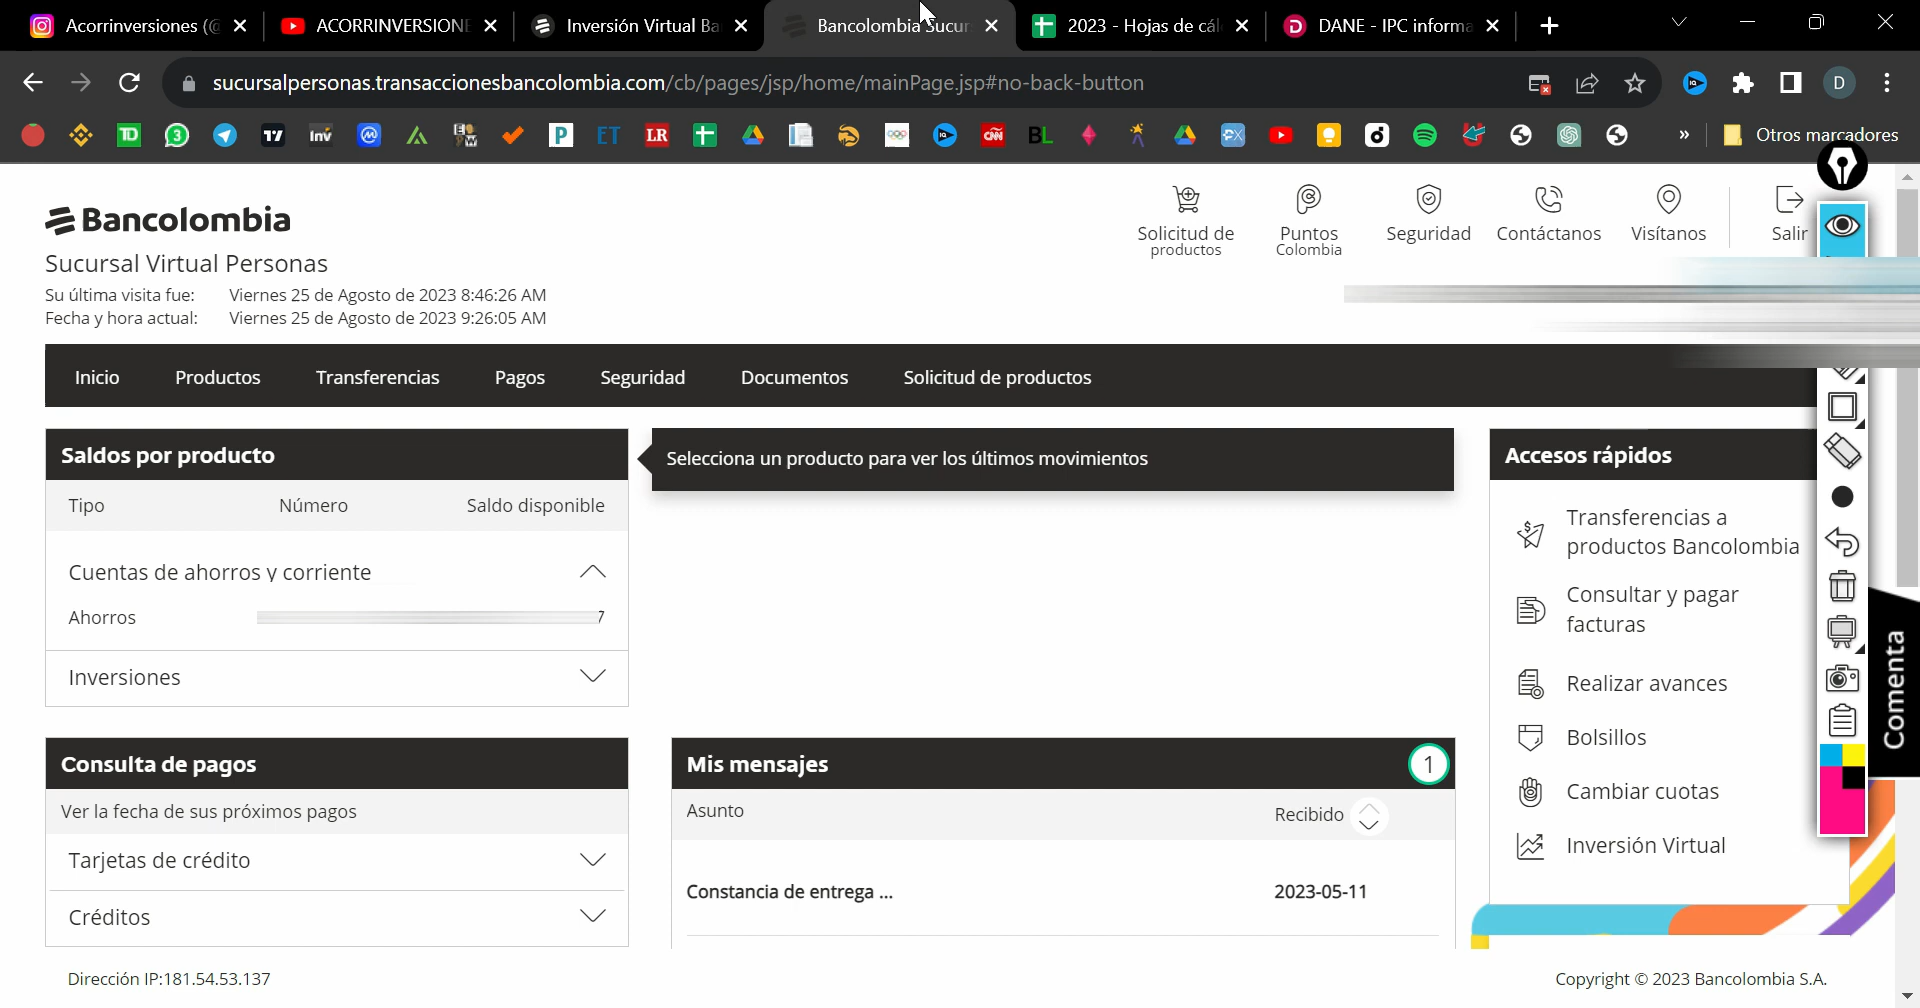 Acorrinversiones (@
ACORRINVERSIONE
Inversión Virtual Ba
Bancolombia Sucur
2023 - Hojas de cál
DANE - IPC informa
sucursalpersonas.transaccionesbancolombia.com/cb/pages/jsp/home/mainPage.jsp#no-back-button
D
Otros marcadores
Bancolombia
Sucursal Virtual Personas
Su última visita fue: Viernes 25 de Agosto de 2023 8:46:26 AM
Fecha y hora actual: Viernes 25 de Agosto de 2023 9:26:05 AM
Solicitud de
productos
Puntos
Colombia
Seguridad
Contáctanos
Visítanos
Salir
Inicio
Productos
Transferencias
Pagos
Seguridad
Documentos
Solicitud de productos
Saldos por producto
Tipo Número Saldo disponible
Cuentas de ahorros y corriente
Ahorros 7
Inversiones
Selecciona un producto para ver los últimos movimientos
Consulta de pagos
Ver la fecha de sus próximos pagos
Tarjetas de crédito
Créditos
Mis mensajes 1
Asunto Recibido
Constancia de entrega ... 2023-05-11
Accesos rápidos
Transferencias a
productos Bancolombia
Consultar y pagar
facturas
Realizar avances
Bolsillos
Cambiar cuotas
Inversión Virtual
Comenta
Dirección IP:181.54.53.137
Copyright © 2023 Bancolombia S.A.